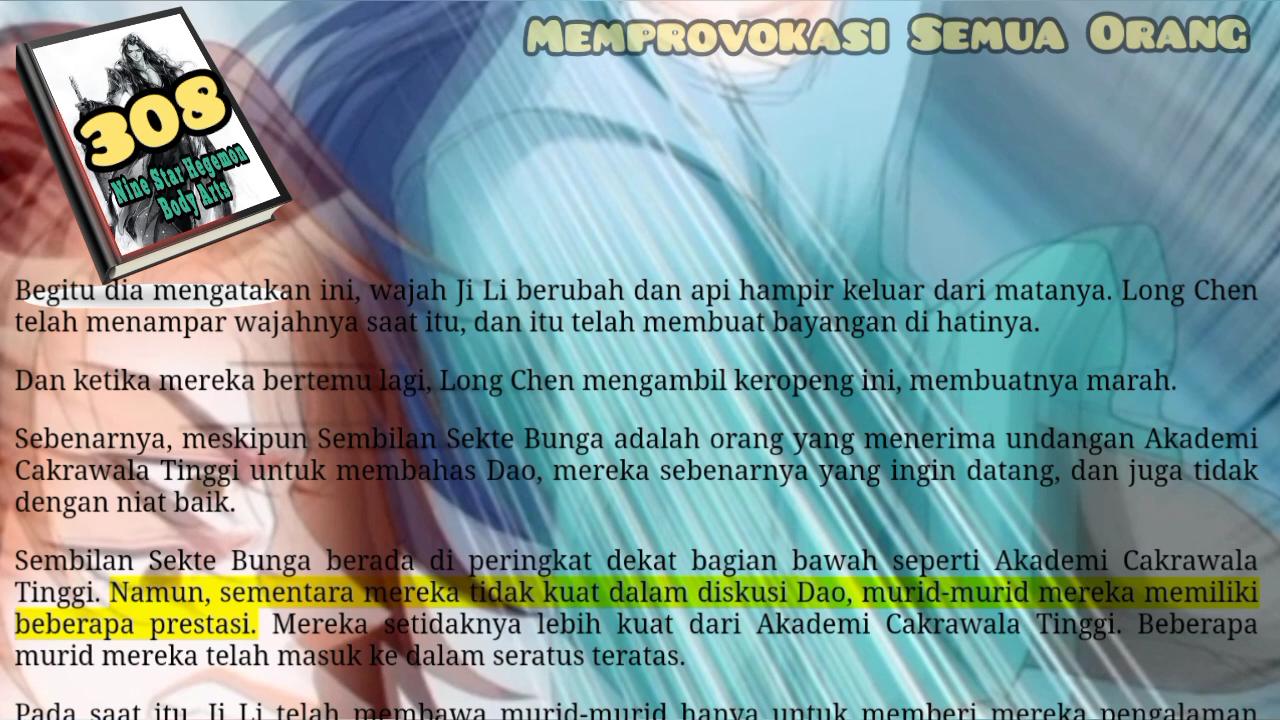 Memprovokasi Semua Orang
308
Nine Star Hegemon
Body Arts
Begitu dia mengatakan ini, wajah Ji Li berubah dan api hampir keluar dari matanya. Long Chen
telah menampar wajahnya saat itu, dan itu telah membuat bayangan di hatinya.
Dan ketika mereka bertemu lagi, Long Chen mengambil keropeng ini, membuatnya marah.
Sebenarnya, meskipun Sembilan Sekte Bunga adalah orang yang menerima undangan Akademi
Cakrawala Tinggi untuk membahas Dao, mereka sebenarnya yang ingin datang, dan juga tidak
dengan niat baik.
Sembilan Sekte Bunga berada di peringkat dekat bagian bawah seperti Akademi Cakrawala
Tinggi. Namun, sementara mereka tidak kuat dalam diskusi Dao, murid-murid mereka memiliki
beberapa prestasi. Mereka setidaknya lebih kuat dari Akademi Cakrawala Tinggi. Beberapa
murid mereka telah masuk ke dalam seratus teratas.
Pada saat itu, Ji Li telah membawa murid-murid hanya untuk memberi mereka pengalaman